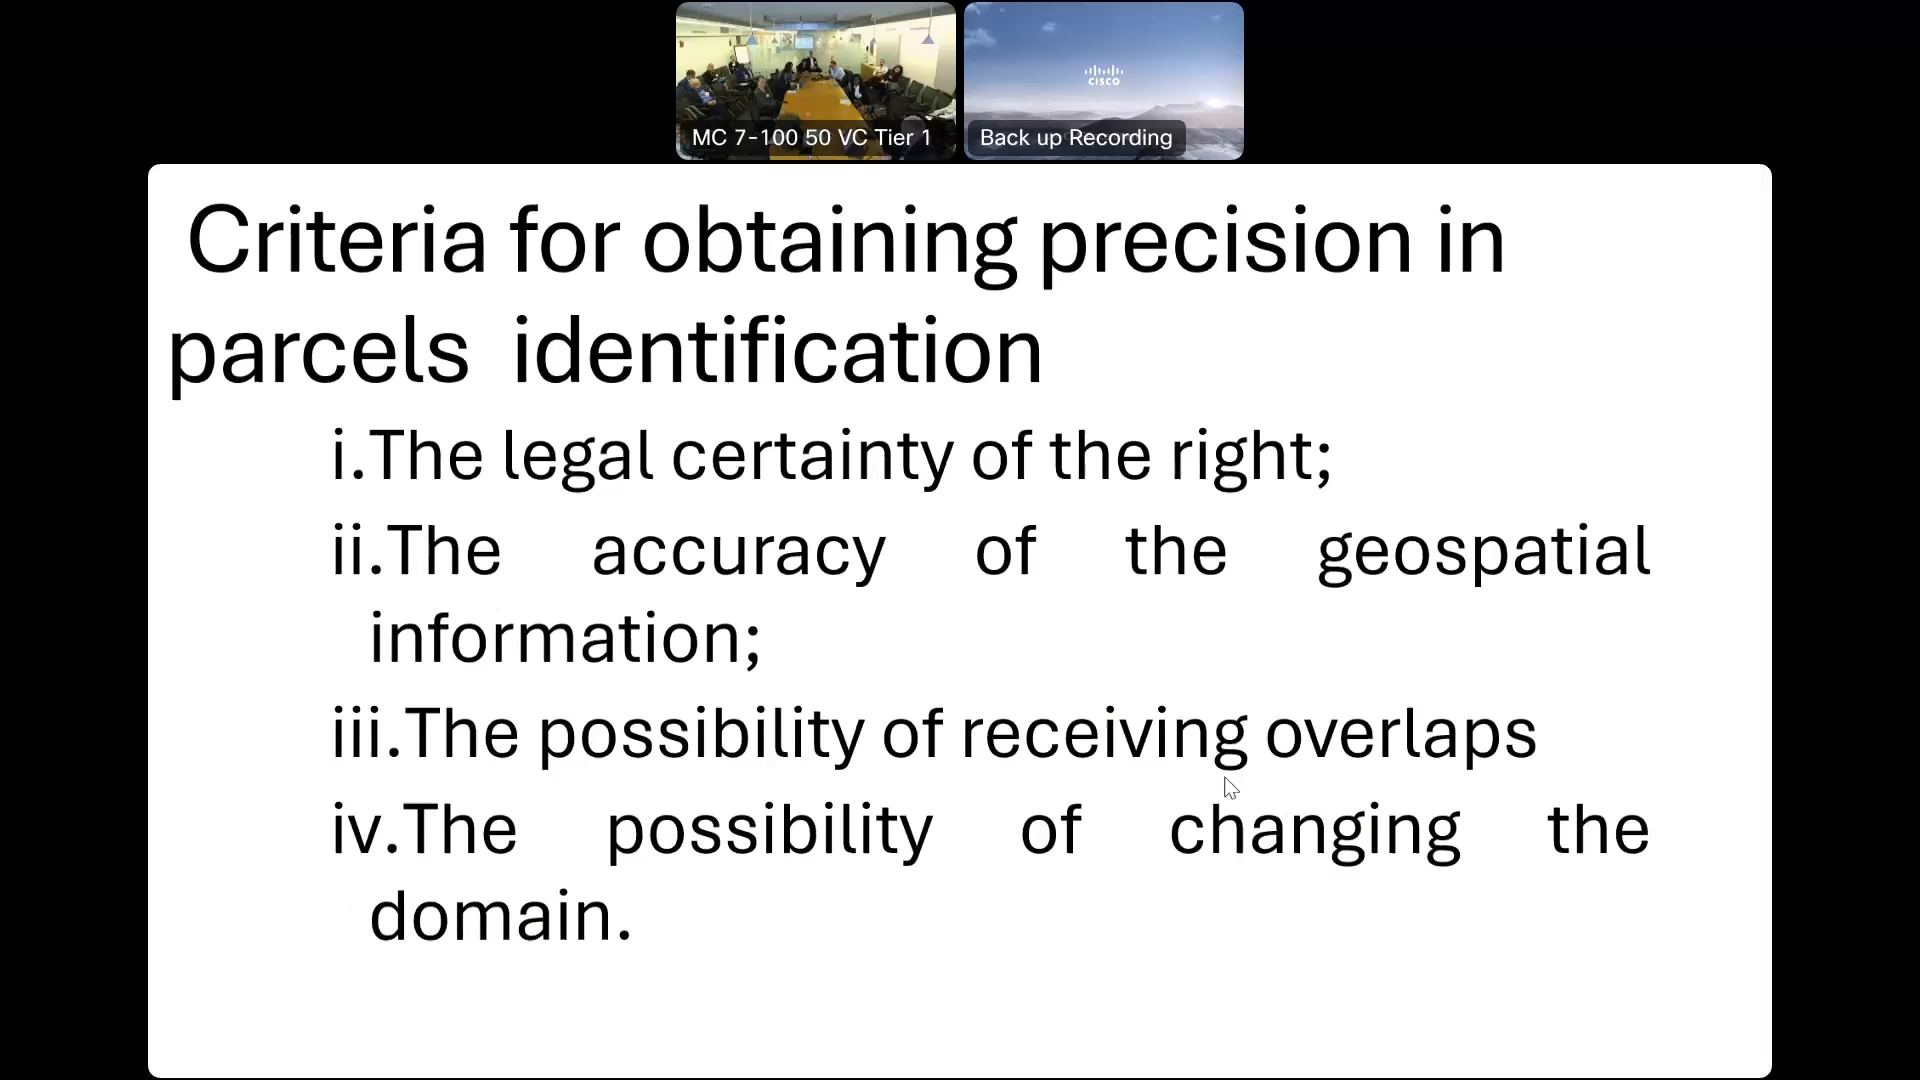 CISCO
MC 7-100 50 VC Tier 1
Back up Recording
Criteria for obtaining precision in
parcels identification
i.The legal certainty of the right;
ii.The accuracy of the geospatial
information;
iii.The possibility of receiving overlaps
iv.The possibility of changing the
domain.